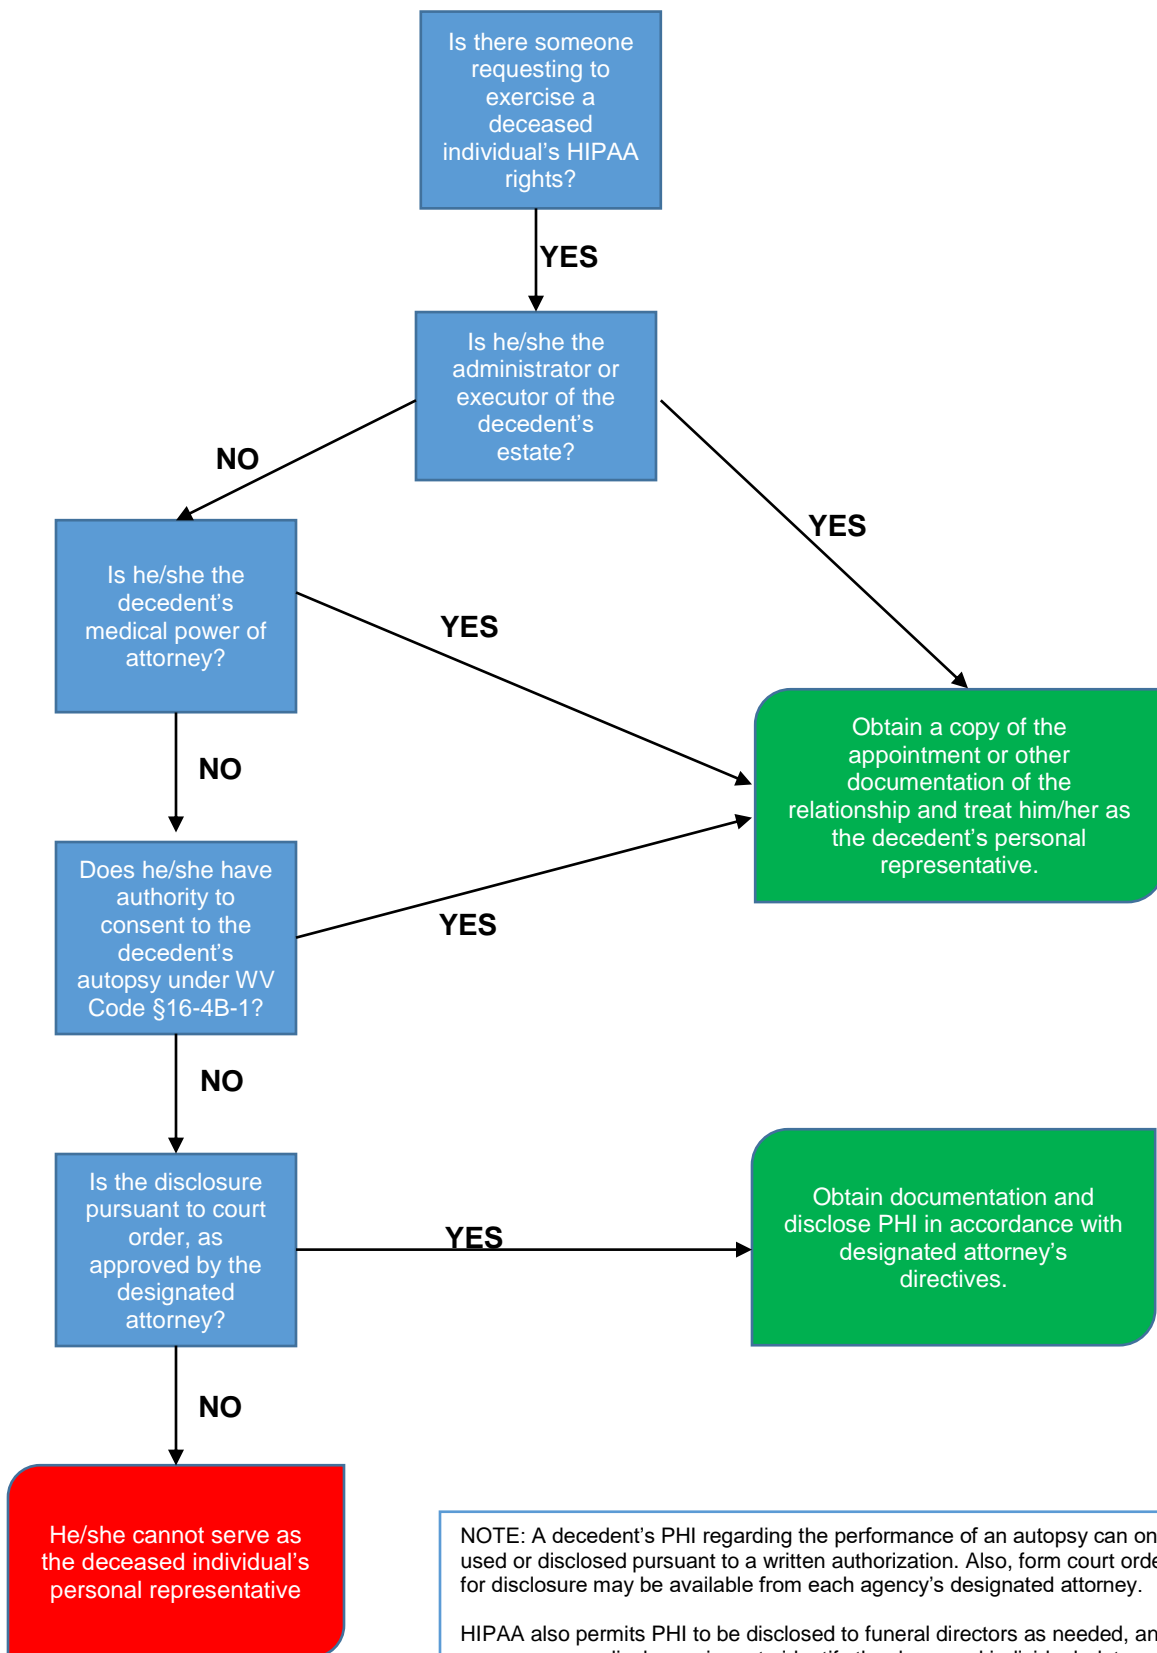 Is there someone
requesting to
exercise a
deceased
individual's HIPAA
rights?
YES
Is he/she the
administrator or
executor of the
decedent's
estate?
NO
YES
Is he/she the
decedent's
medical power of
attorney?
YES
NO
Obtain a copy of the
appointment or other
documentation of the
relationship and treat him/her as
the decedent's personal
representative.
Does he/she have
authority to
consent to the
decedent's
autopsy under WV
Code §16-4B-1?
YES
NO
Is the disclosure
pursuant to court
order, as
approved by the
designated
attorney?
YES
Obtain documentation and
disclose PHI in accordance with
designated attorney's
directives.
NO
He/she cannot serve as
the deceased individual's
personal representative
NOTE: A decedent's PHI regarding the performance of an autopsy can
used or disclosed pursuant to a written authorization. Also, form court
for disclosure may be available from each agency's designated attorney.
HIPAA also permits PHI to be disclosed to funeral directors as needed,